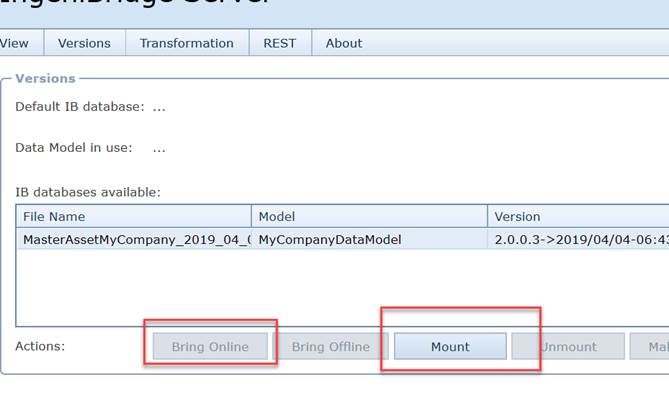 IngeniBridge Server
View Versions Transformation REST About
Versions
Default IB database: ...
Data Model in use: ...
IB databases available:
File Name Model Version
MasterAssetMyCompany_2019_04_0 MyCompanyDataModel 2.0.0.3->2019/04/04-06:43
Actions: Bring Online Bring Offline Mount Unmount Mak